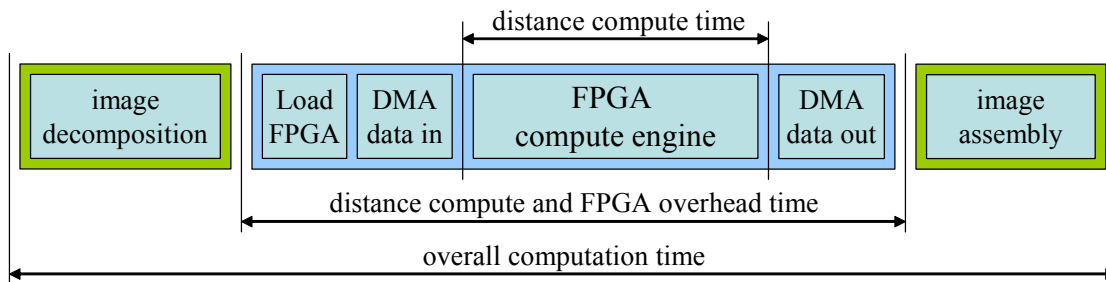 distance compute time
image
decomposition
Load
FPGA
DMA
data in
FPGA
compute engine
DMA
data out
image
assembly
distance compute and FPGA overhead time
overall computation time